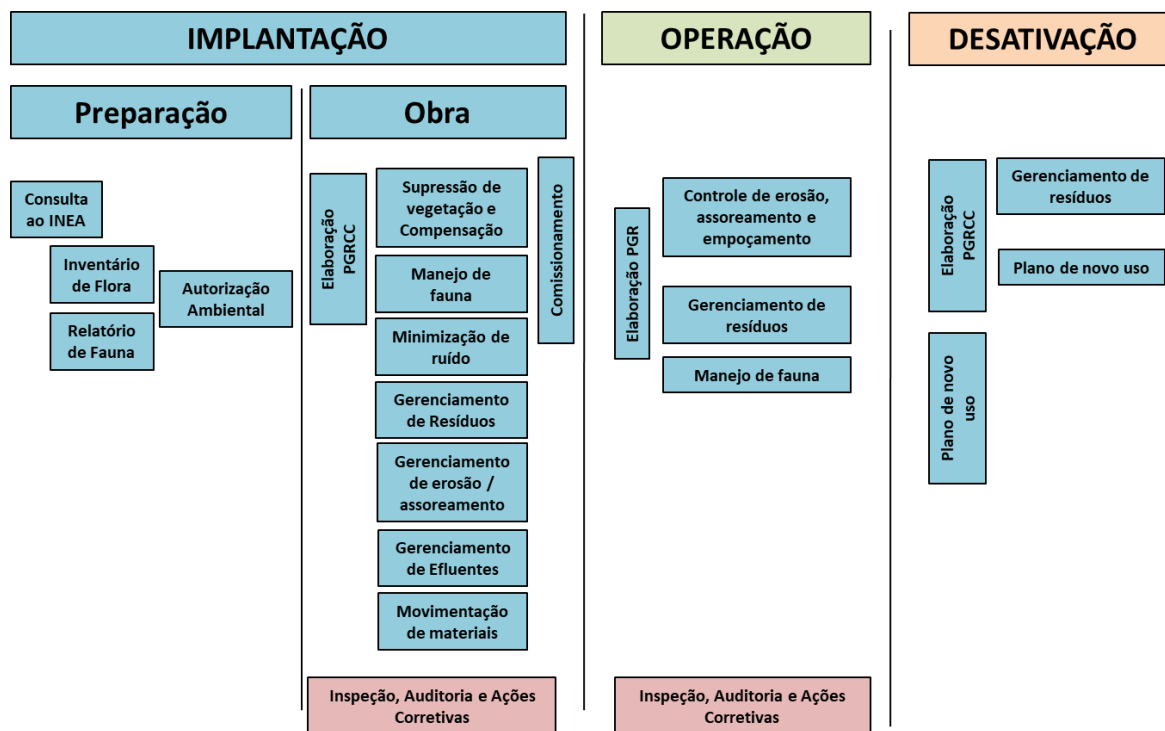 IMPLANTAÇÃO
OPERAÇÃO
DESATIVAÇÃO
Preparação
Obra
Consulta
ao INEA
Inventário
de Flora
Relatório
de Fauna
Autorização
Ambiental
Elaboração
PGRCC
Supressão de
vegetação e
Compensação
Manejo de
fauna
Minimização de
ruído
Gerenciamento
de Resíduos
Gerenciamento
de erosão /
assoreamento
Gerenciamento
de Efluentes
Movimentação
de materiais
Comissionamento
Inspeção, Auditoria e Ações
Corretivas
Elaboração PGR
Controle de erosão,
assoreamento e
empoçamento
Gerenciamento de
resíduos
Manejo de fauna
Inspeção, Auditoria e Ações
Corretivas
Elaboração
PGRCC
Gerenciamento de
resíduos
Plano de novo uso
Plano de novo
uso